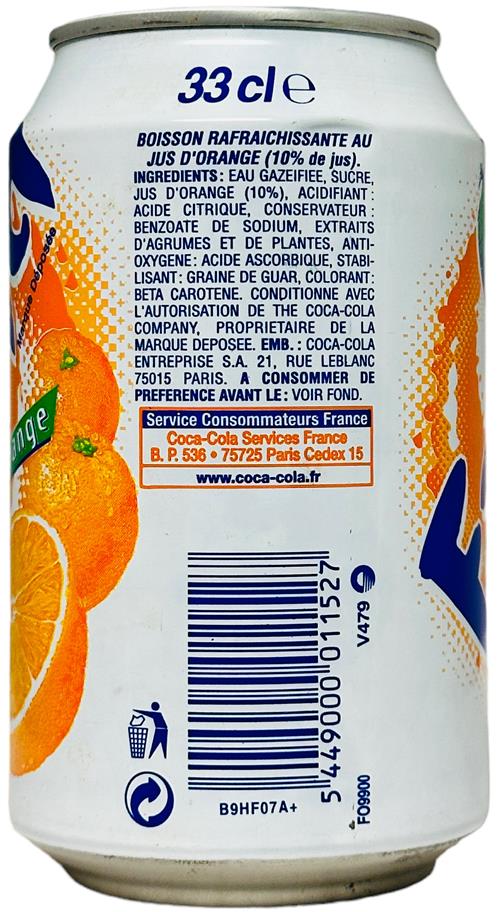 33 cl e
BOISSON RAFRAICHISSANTE AU
JUS D'ORANGE (10% de jus).
INGREDIENTS: EAU GAZEIFIEE, SUCRE,
JUS D'ORANGE (10%), ACIDIFIANT:
ACIDE CITRIQUE, CONSERVATEUR:
BENZOATE DE SODIUM, EXTRAITS
D'AGRUMES ET DE PLANTES, ANTI-
OXYGENE: ACIDE ASCORBIQUE, STABI-
LISANT: GRAINE DE GUAR, COLORANT:
BETA CAROTENE. CONDITIONNE AVEC
L'AUTORISATION DE THE COCA-COLA
COMPANY, PROPRIETAIRE DE LA
MARQUE DEPOSEE. EMB.: COCA-COLA
ENTREPRISE S.A. 21, RUE LEBLANC
75015 PARIS. A CONSOMMER DE
PREFERENCE AVANT LE: VOIR FOND.
Service Consommateurs France
Coca-Cola Services France
B. P. 536 • 75725 Paris Cedex 15
www.coca-cola.fr
Marque Déposée
ange
5 449000 011527
V479
B9HF07A+
FO9900